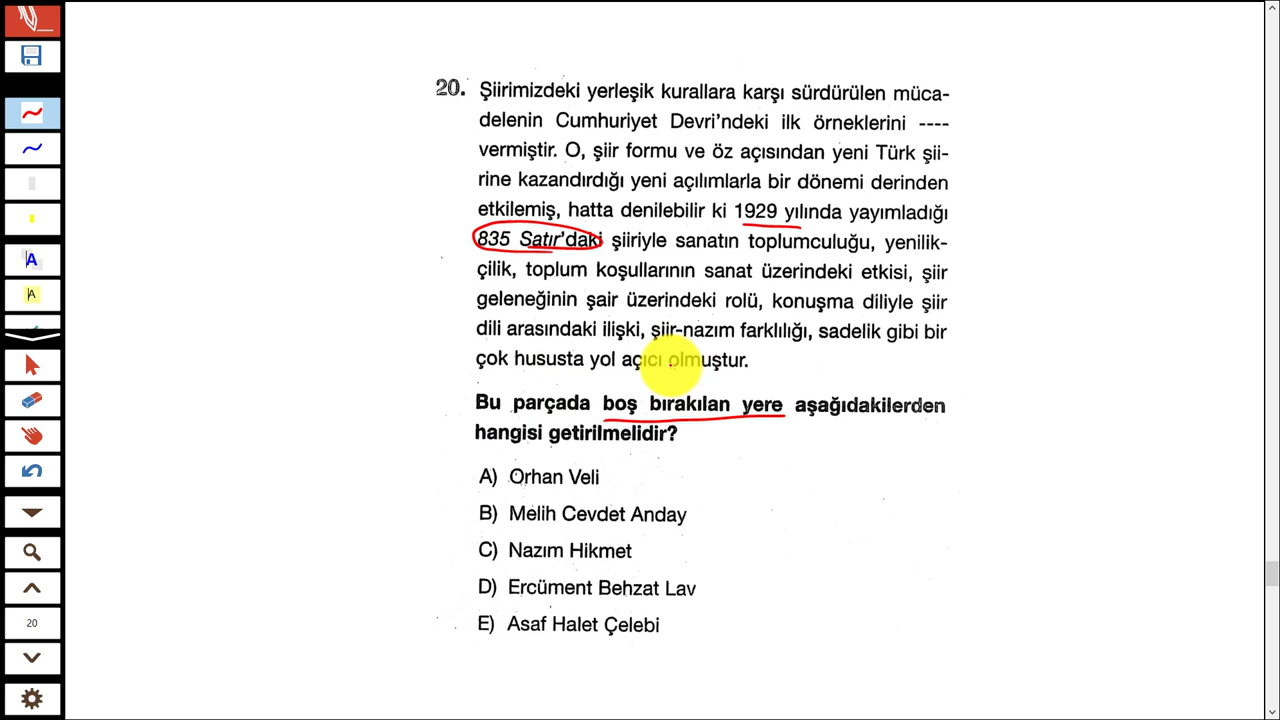 20. Şiirimizdeki yerleşik kurallara karşı sürdürülen müca-
delenin Cumhuriyet Devri'ndeki ilk örneklerini ----
vermiştir. O, şiir formu ve öz açısından yeni Türk şii-
rine kazandırdığı yeni açılımlarla bir dönemi derinden
etkilemiş, hatta denilebilir ki 1929 yılında yayımladığı
835 Satır'daki şiiriyle sanatın toplumculuğu, yenilik-
çilik, toplum koşullarının sanat üzerindeki etkisi, şiir
geleneğinin şair üzerindeki rolü, konuşma diliyle şiir
dili arasındaki ilişki, şiir-nazım farklılığı, sadelik gibi bir
çok hususta yol açıcı olmuştur.
Bu parçada boş bırakılan yere aşağıdakilerden
hangisi getirilmelidir?
A) Orhan Veli
B) Melih Cevdet Anday
C) Nazım Hikmet
D) Ercüment Behzat Lav
E) Asaf Halet Çelebi
A
A
20